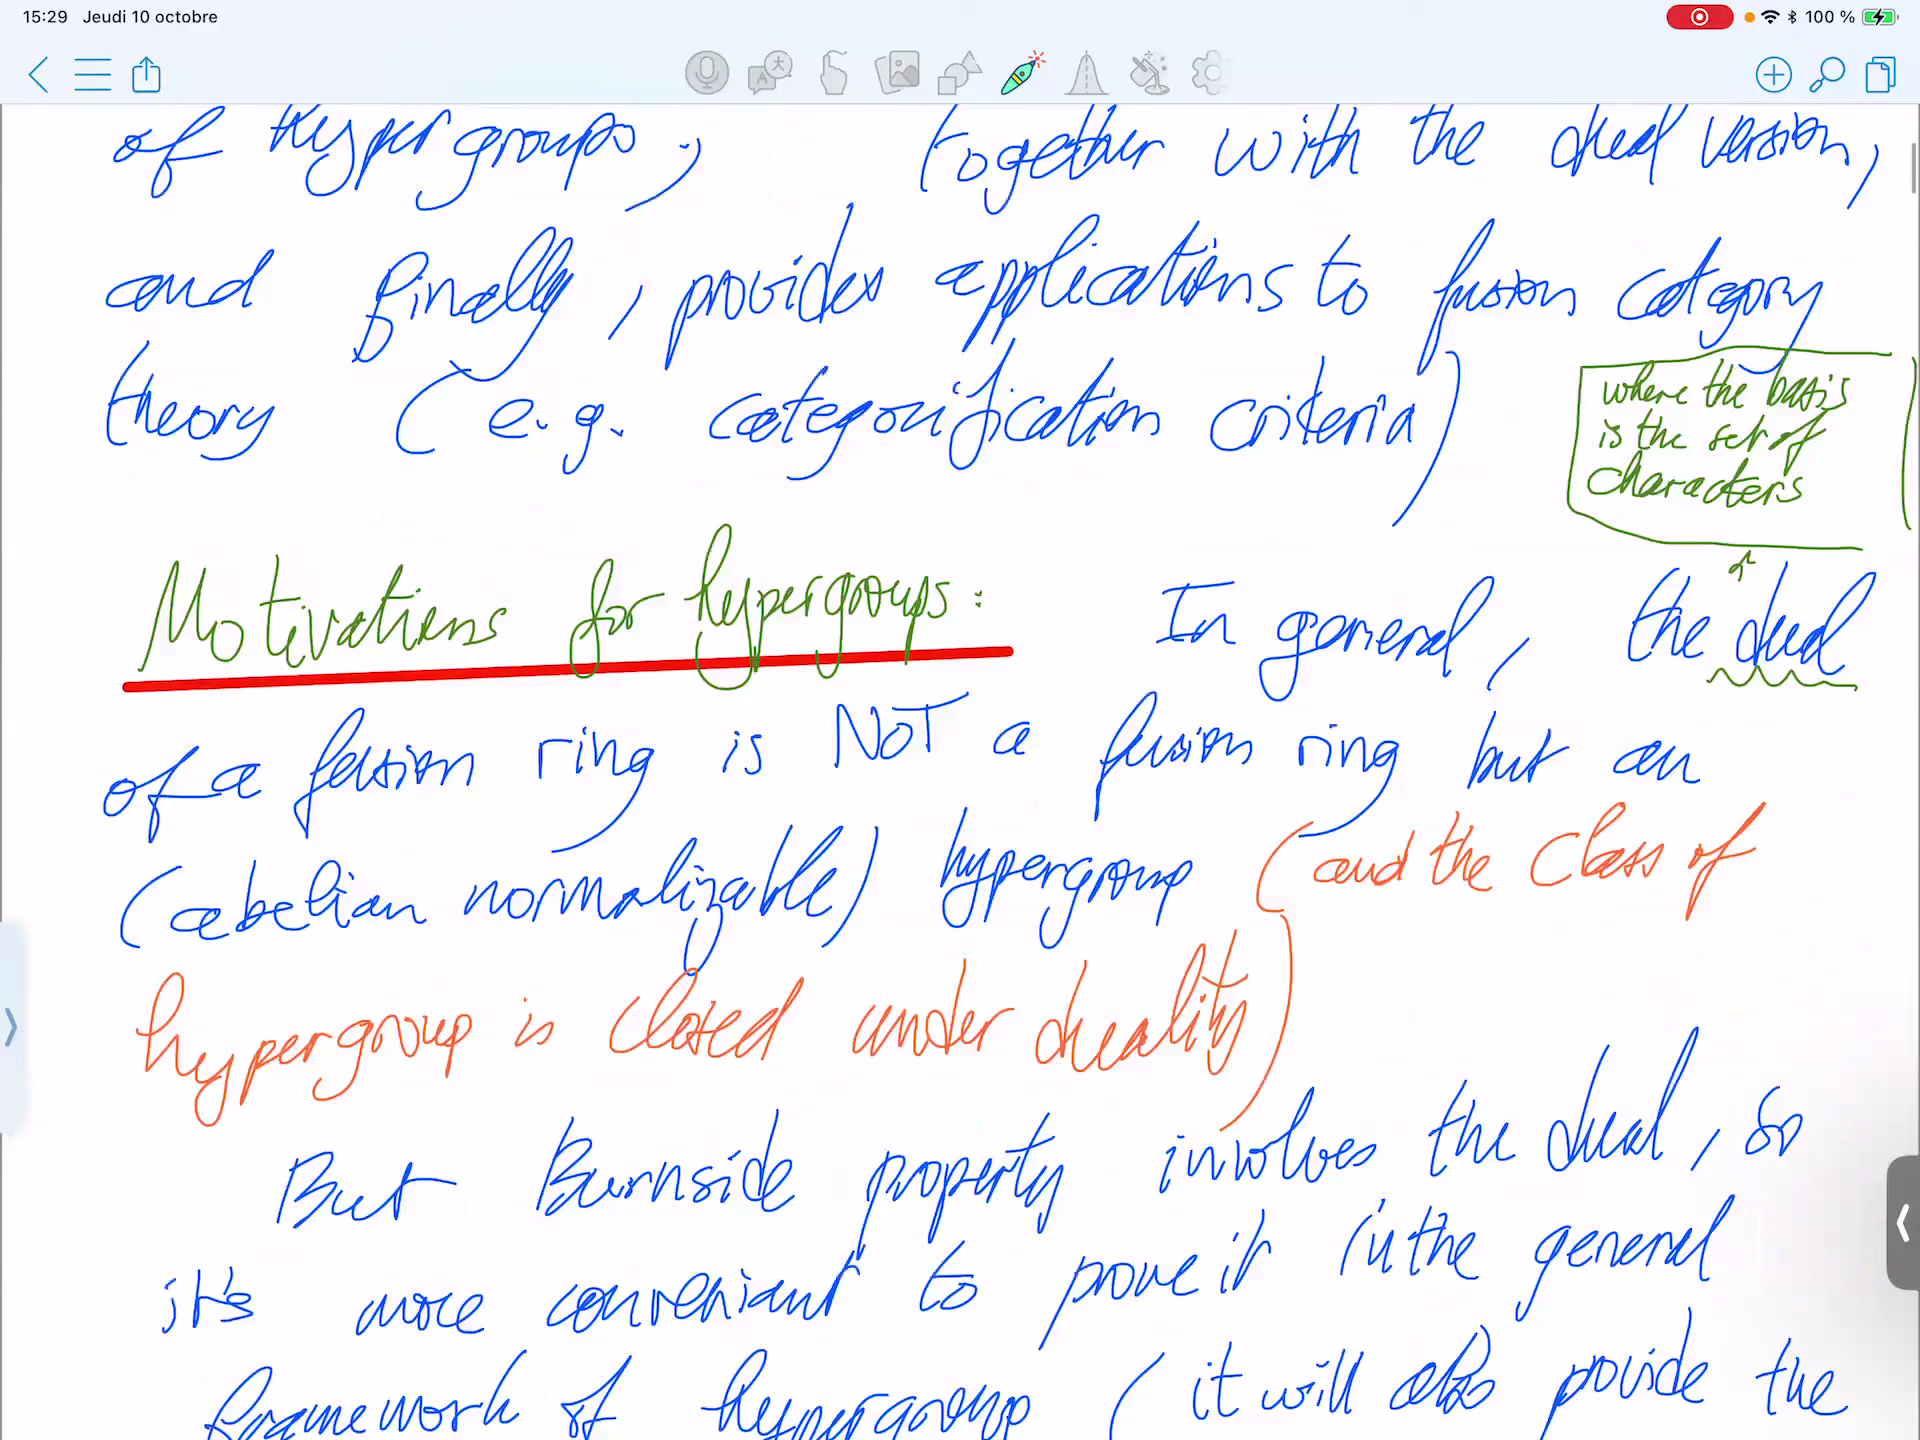 15:29 Jeudi 10 octobre
100 %
of hypergroups, together with the dual version,
and finally, provides applications to fusion category
theory (e.g. categorification criteria)
where the basis
is the set of
characters
Motivations for hypergroups: In general, the dual
of a fusion ring is NOT a fusion ring but an
(abelian normalizable) hypergroup (and the class of
hypergroup is closed under duality)
But Burnside property involves the dual, so
it's more convenient to prove it in the general
framework of hypergroup (it will also provide the